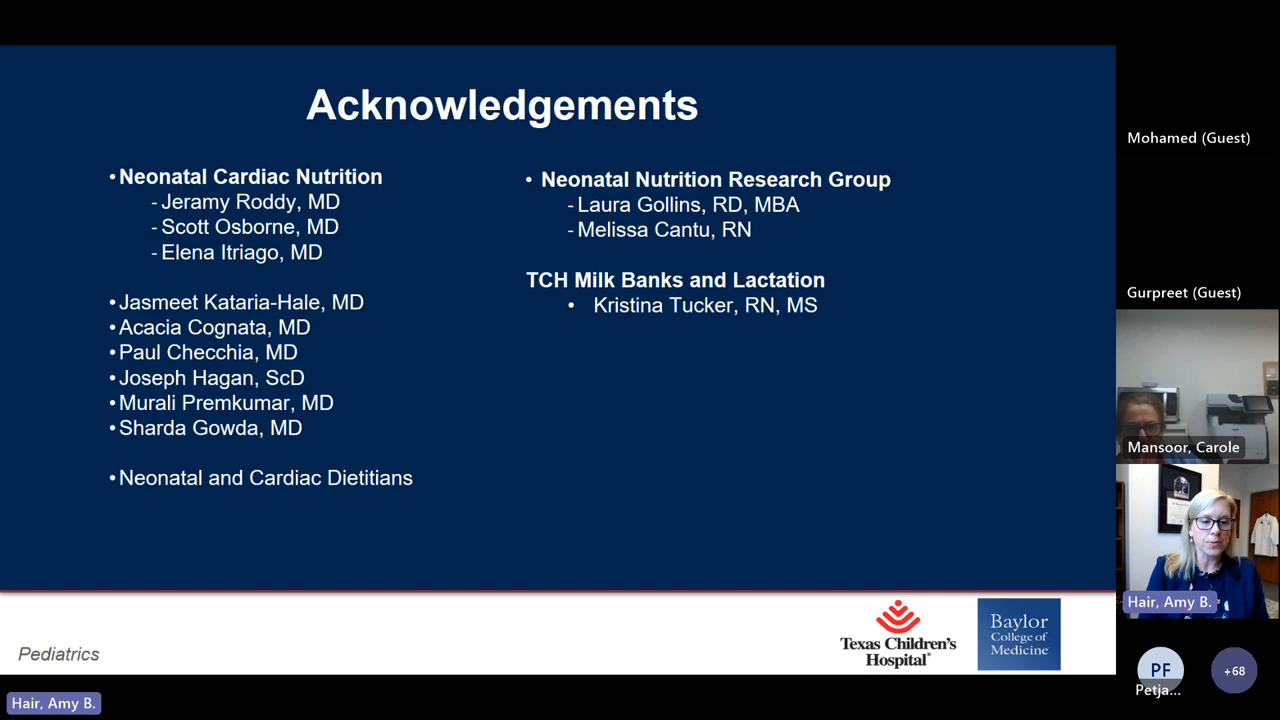 Acknowledgements
•Neonatal Cardiac Nutrition
-Jeramy Roddy, MD
-Scott Osborne, MD
-Elena Itriago, MD
•Jasmeet Kataria-Hale, MD
•Acacia Cognata, MD
•Paul Checchia, MD
•Joseph Hagan, ScD
•Murali Premkumar, MD
•Sharda Gowda, MD
•Neonatal and Cardiac Dietitians
• Neonatal Nutrition Research Group
-Laura Gollins, RD, MBA
-Melissa Cantu, RN
TCH Milk Banks and Lactation
• Kristina Tucker, RN, MS
Pediatrics
Texas Children's
Hospital®
Baylor
College of
Medicine
Hair, Amy B.
Mohamed (Guest)
Gurpreet (Guest)
Mansoor, Carole
Hair, Amy B.
PF
Petja...
+68